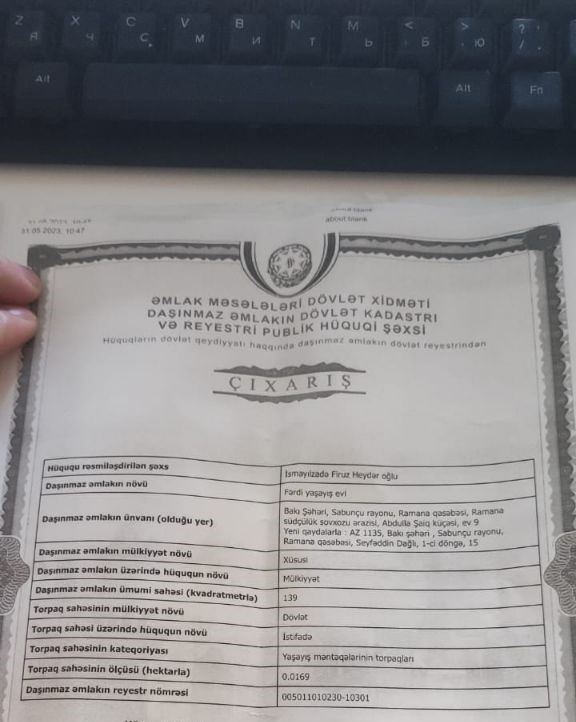 Z Я X Ч C С V М B И N Т M Ь < Б > . Ю ? / .
Alt Alt Fn
31.05.2023, 10:47
about:blank
ƏMLAK MƏSƏLƏLƏRİ DÖVLƏT XİDMƏTİ
DAŞINMAZ ƏMLAKIN DÖVLƏT KADASTRI
VƏ REYESTRİ PUBLİK HÜQUQİ ŞƏXSİ
Hüquqların dövlət qeydiyyatı haqqında daşınmaz əmlakın dövlət reyestrindən
ÇIXARIŞ
Hüququ rəsmiləşdirilən şəxs İsmayılzadə Firuz Heydər oğlu
Daşınmaz əmlakın növü Fərdi yaşayış evi
Daşınmaz əmlakın ünvanı (olduğu yer) Bakı Şəhəri, Sabunçu rayonu, Ramana qəsəbəsi, Ramana
südçülük sovxozu ərazisi, Abdulla Şaiq küçəsi, ev 9
Yeni qaydalarla : AZ 1135, Bakı şəhəri , Sabunçu rayonu,
Ramana qəsəbəsi, Seyfəddin Dağlı, 1-ci döngə, 15
Daşınmaz əmlakın mülkiyyət növü Xüsusi
Daşınmaz əmlakın üzərində hüququn növü Mülkiyyət
Daşınmaz əmlakın ümumi sahəsi (kvadratmetrlə) 139
Torpaq sahəsinin mülkiyyət növü Dövlət
Torpaq sahəsi üzərində hüququn növü İstifadə
Torpaq sahəsinin kateqoriyası Yaşayış məntəqələrinin torpaqları
Torpaq sahəsinin ölçüsü (hektarla) 0.0169
Daşınmaz əmlakın reyestr nömrəsi 005011010230-10301